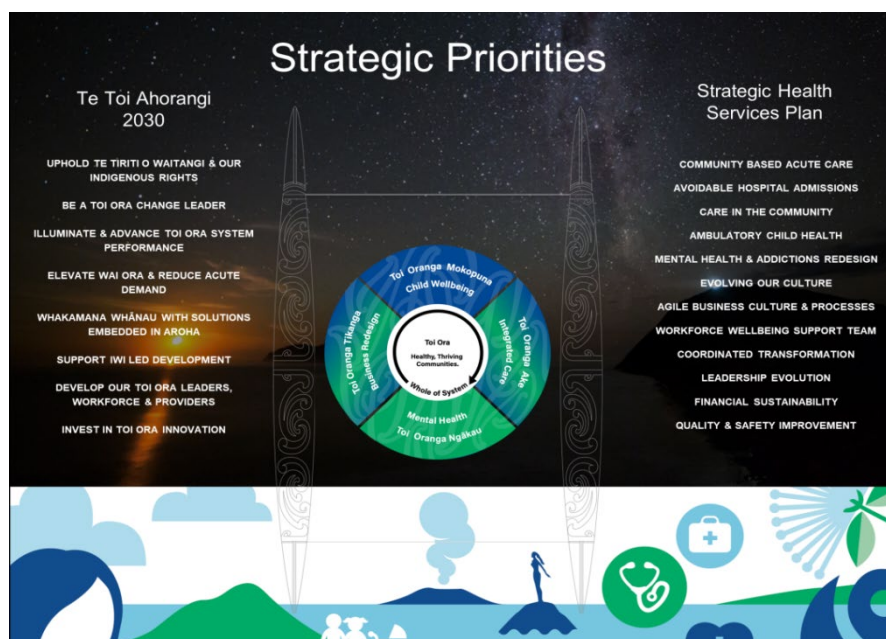 Strategic Priorities
Te Toi Ahorangi
2030
UPHOLD TE TIRITI O WAITANGI & OUR
INDIGENOUS RIGHTS
BE A TOI ORA CHANGE LEADER
ILLUMINATE & ADVANCE TOI ORA SYSTEM
PERFORMANCE
ELEVATE WAI ORA & REDUCE ACUTE
DEMAND
WHAKAMANA WHĀNAU WITH SOLUTIONS
EMBEDDED IN AROHA
SUPPORT IWI LED DEVELOPMENT
DEVELOP OUR TOI ORA LEADERS,
WORKFORCE & PROVIDERS
INVEST IN TOI ORA INNOVATION
Toi Oranga Mokopuna
Child Wellbeing
Toi Oranga Tikanga
Business Redesign
Toi Ora
Healthy, Thriving
Communities.
Whole of System
Toi Oranga Ake
Integrated Care
Mental Health
Toi Oranga Ngākau
Strategic Health
Services Plan
COMMUNITY BASED ACUTE CARE
AVOIDABLE HOSPITAL ADMISSIONS
CARE IN THE COMMUNITY
AMBULATORY CHILD HEALTH
MENTAL HEALTH & ADDICTIONS REDESIGN
EVOLVING OUR CULTURE
AGILE BUSINESS CULTURE & PROCESSES
WORKFORCE WELLBEING SUPPORT TEAM
COORDINATED TRANSFORMATION
LEADERSHIP EVOLUTION
FINANCIAL SUSTAINABILITY
QUALITY & SAFETY IMPROVEMENT